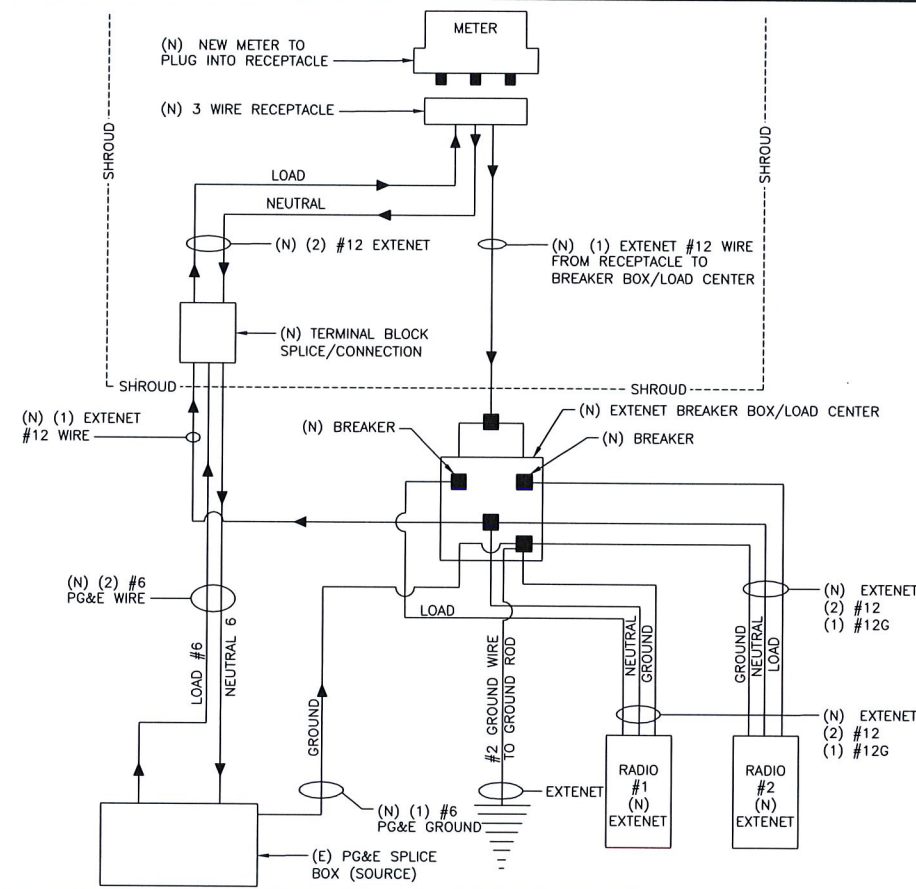 METER
(N) NEW METER TO
PLUG INTO RECEPTACLE
(N) 3 WIRE RECEPTACLE
SHROUD
SHROUD
LOAD
NEUTRAL
(N) (2) #12 EXTENET
(N) (1) EXTENET #12 WIRE
FROM RECEPTACLE TO
BREAKER BOX/LOAD CENTER
(N) TERMINAL BLOCK
SPLICE/CONNECTION
SHROUD
SHROUD
(N) (1) EXTENET
#12 WIRE
(N) BREAKER
(N) EXTENET BREAKER BOX/LOAD CENTER
(N) BREAKER
(N) (2) #6
PG&E WIRE
LOAD #6
NEUTRAL 6
LOAD
GROUND
#2 GROUND WIRE
TO GROUND ROD
NEUTRAL
GROUND
GROUND
NEUTRAL
LOAD
(N) EXTENET
(2) #12
(1) #12G
(N) EXTENET
(2) #12
(1) #12G
RADIO
#1
(N)
EXTENET
RADIO
#2
(N)
EXTENET
EXTENET
(N) (1) #6
PG&E GROUND
(E) PG&E SPLICE
BOX (SOURCE)